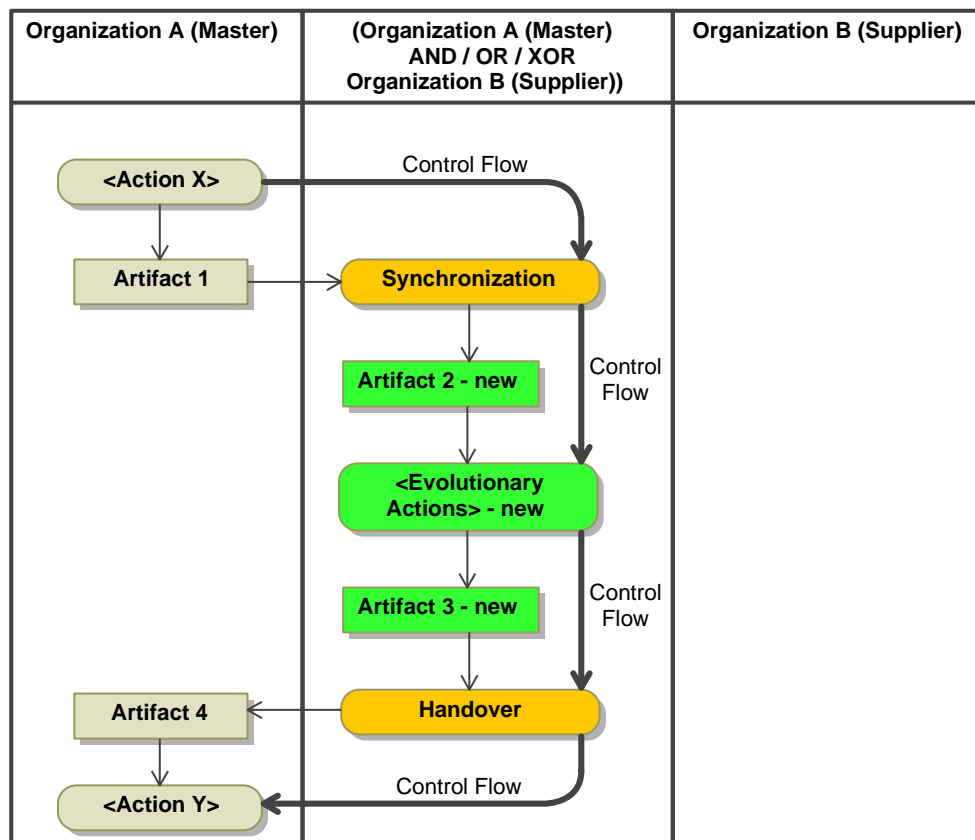 Organization A (Master)
(Organization A (Master)
AND / OR / XOR
Organization B (Supplier))
Organization B (Supplier)
<Action X>
Control Flow
Artifact 1
Synchronization
Artifact 2 - new
Control
Flow
<Evolutionary
Actions> - new
Artifact 3 - new
Control
Flow
Artifact 4
Handover
Control Flow
<Action Y>